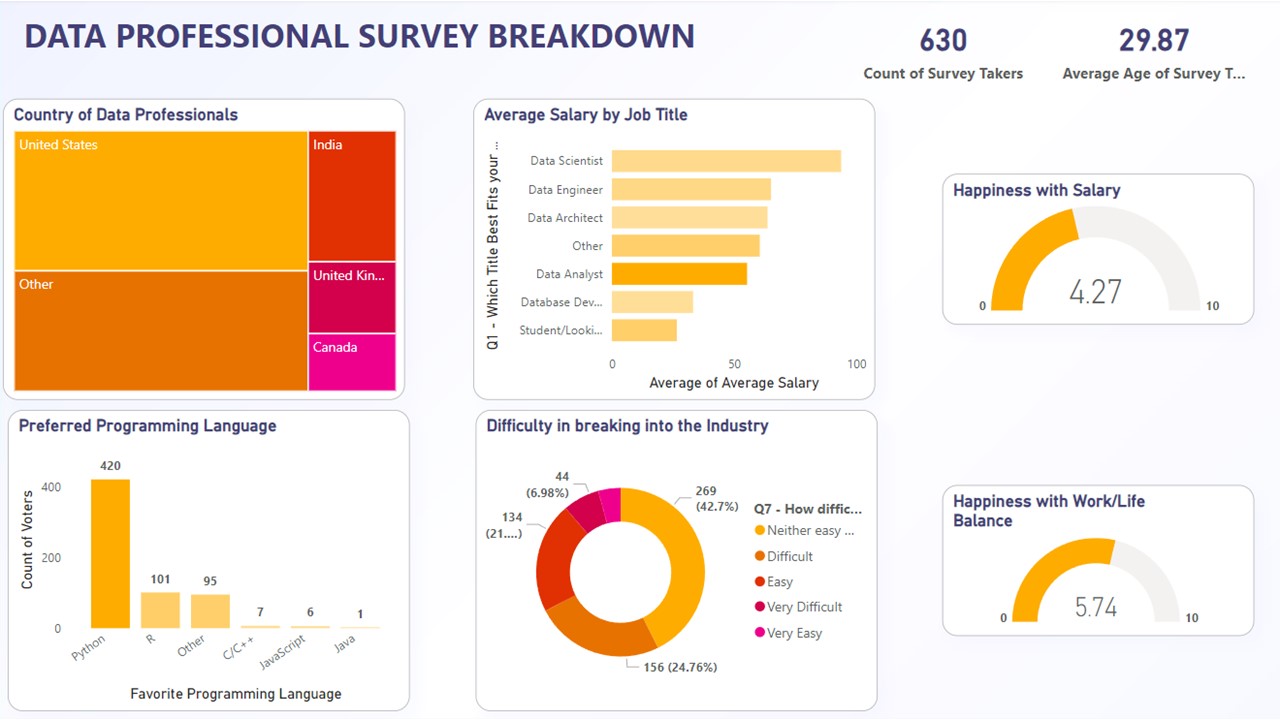 DATA PROFESSIONAL SURVEY BREAKDOWN
630
Count of Survey Takers
29.87
Average Age of Survey T...
Country of Data Professionals
United States
India
Other
United Kin...
Canada
Average Salary by Job Title
Q1 - Which Title Best Fits your ...
Data Scientist
Data Engineer
Data Architect
Other
Data Analyst
Database Dev...
Student/Looki...
0
50
100
Average of Average Salary
Happiness with Salary
4.27
0
10
Preferred Programming Language
Count of Voters
400
200
0
420
101
95
7
6
1
Python
R
Other
C/C++
JavaScript
Java
Favorite Programming Language
Difficulty in breaking into the Industry
44
(6.98%)
134
(21....)
269
(42.7%)
156 (24.76%)
Q7 - How diffic...
Neither easy ...
Difficult
Easy
Very Difficult
Very Easy
Happiness with Work/Life
Balance
5.74
0
10